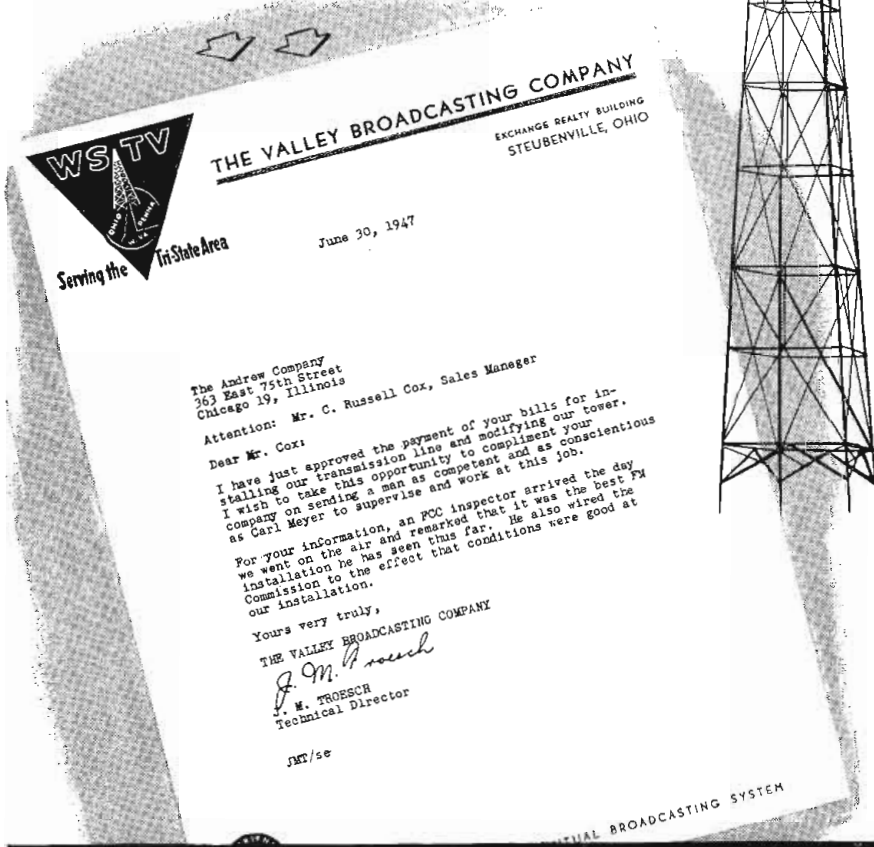 THE VALLEY BROADCASTING COMPANY
EXCHANGE REALTY BUILDING
STEUBENVILLE, OHIO
WSTV
OHIO
PENNA
W. VA
Serving the Tri-State Area
June 30, 1947
The Andrew Company
363 East 75th Street
Chicago 19, Illinois
Attention: Mr. C. Russell Cox, Sales Manager
Dear Mr. Cox:
I have just approved the payment of your bills for in-
stalling our transmission line and modifying our tower.
I wish to take this opportunity to compliment your
company on sending a man as competent and as conscientious
as Carl Meyer to supervise and work at this job.
For your information, an FCC inspector arrived the day
we went on the air and remarked that it was the best FM
installation he has seen thus far. He also wired the
Commission to the effect that conditions were good at
our installation.
Yours very truly,
THE VALLEY BROADCASTING COMPANY
J. M. Troesch
J. M. TROESCH
Technical Director
JMT/se
BROADCASTING SYSTEM